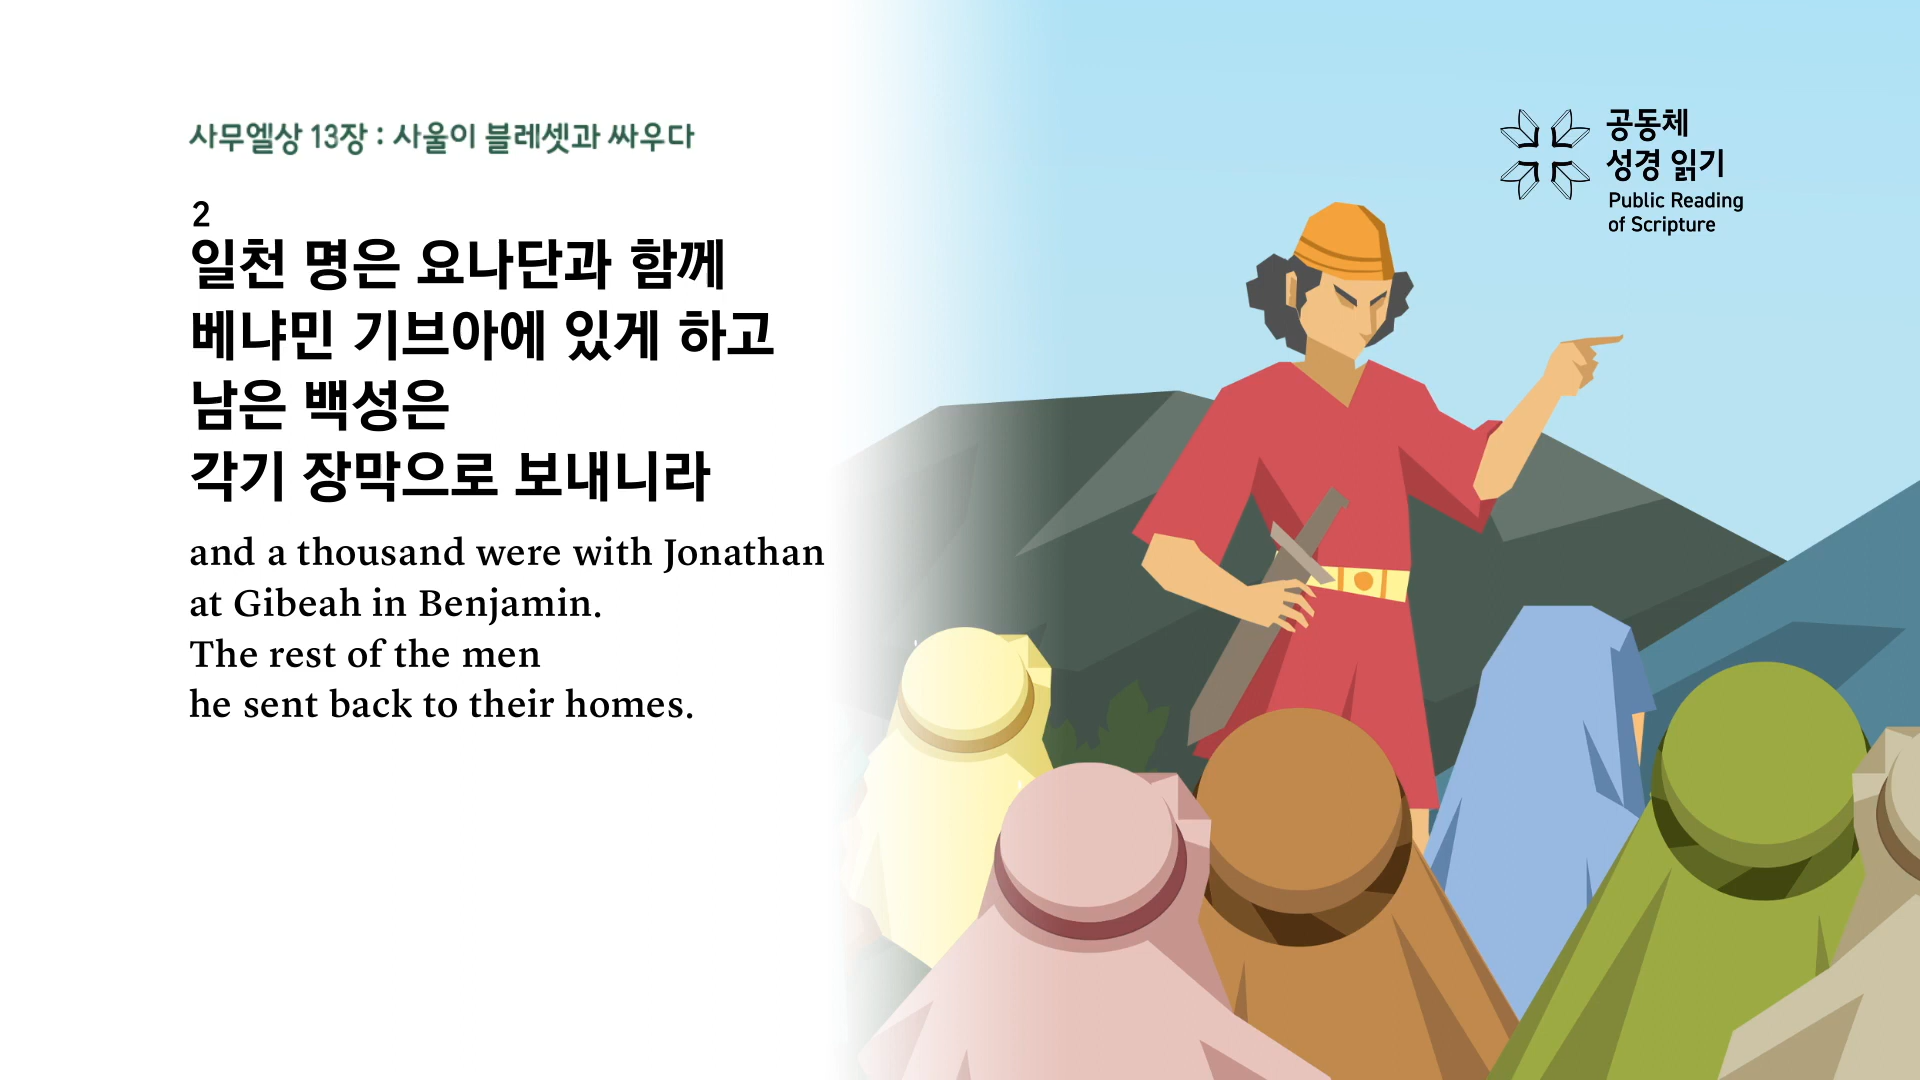 사무엘상 13장 : 사울이 블레셋과 싸우다
2
일천 명은 요나단과 함께
베냐민 기브아에 있게 하고
남은 백성은
각기 장막으로 보내니라
and a thousand were with Jonathan
at Gibeah in Benjamin.
The rest of the men
he sent back to their homes.
공동체
성경 읽기
Public Reading
of Scripture